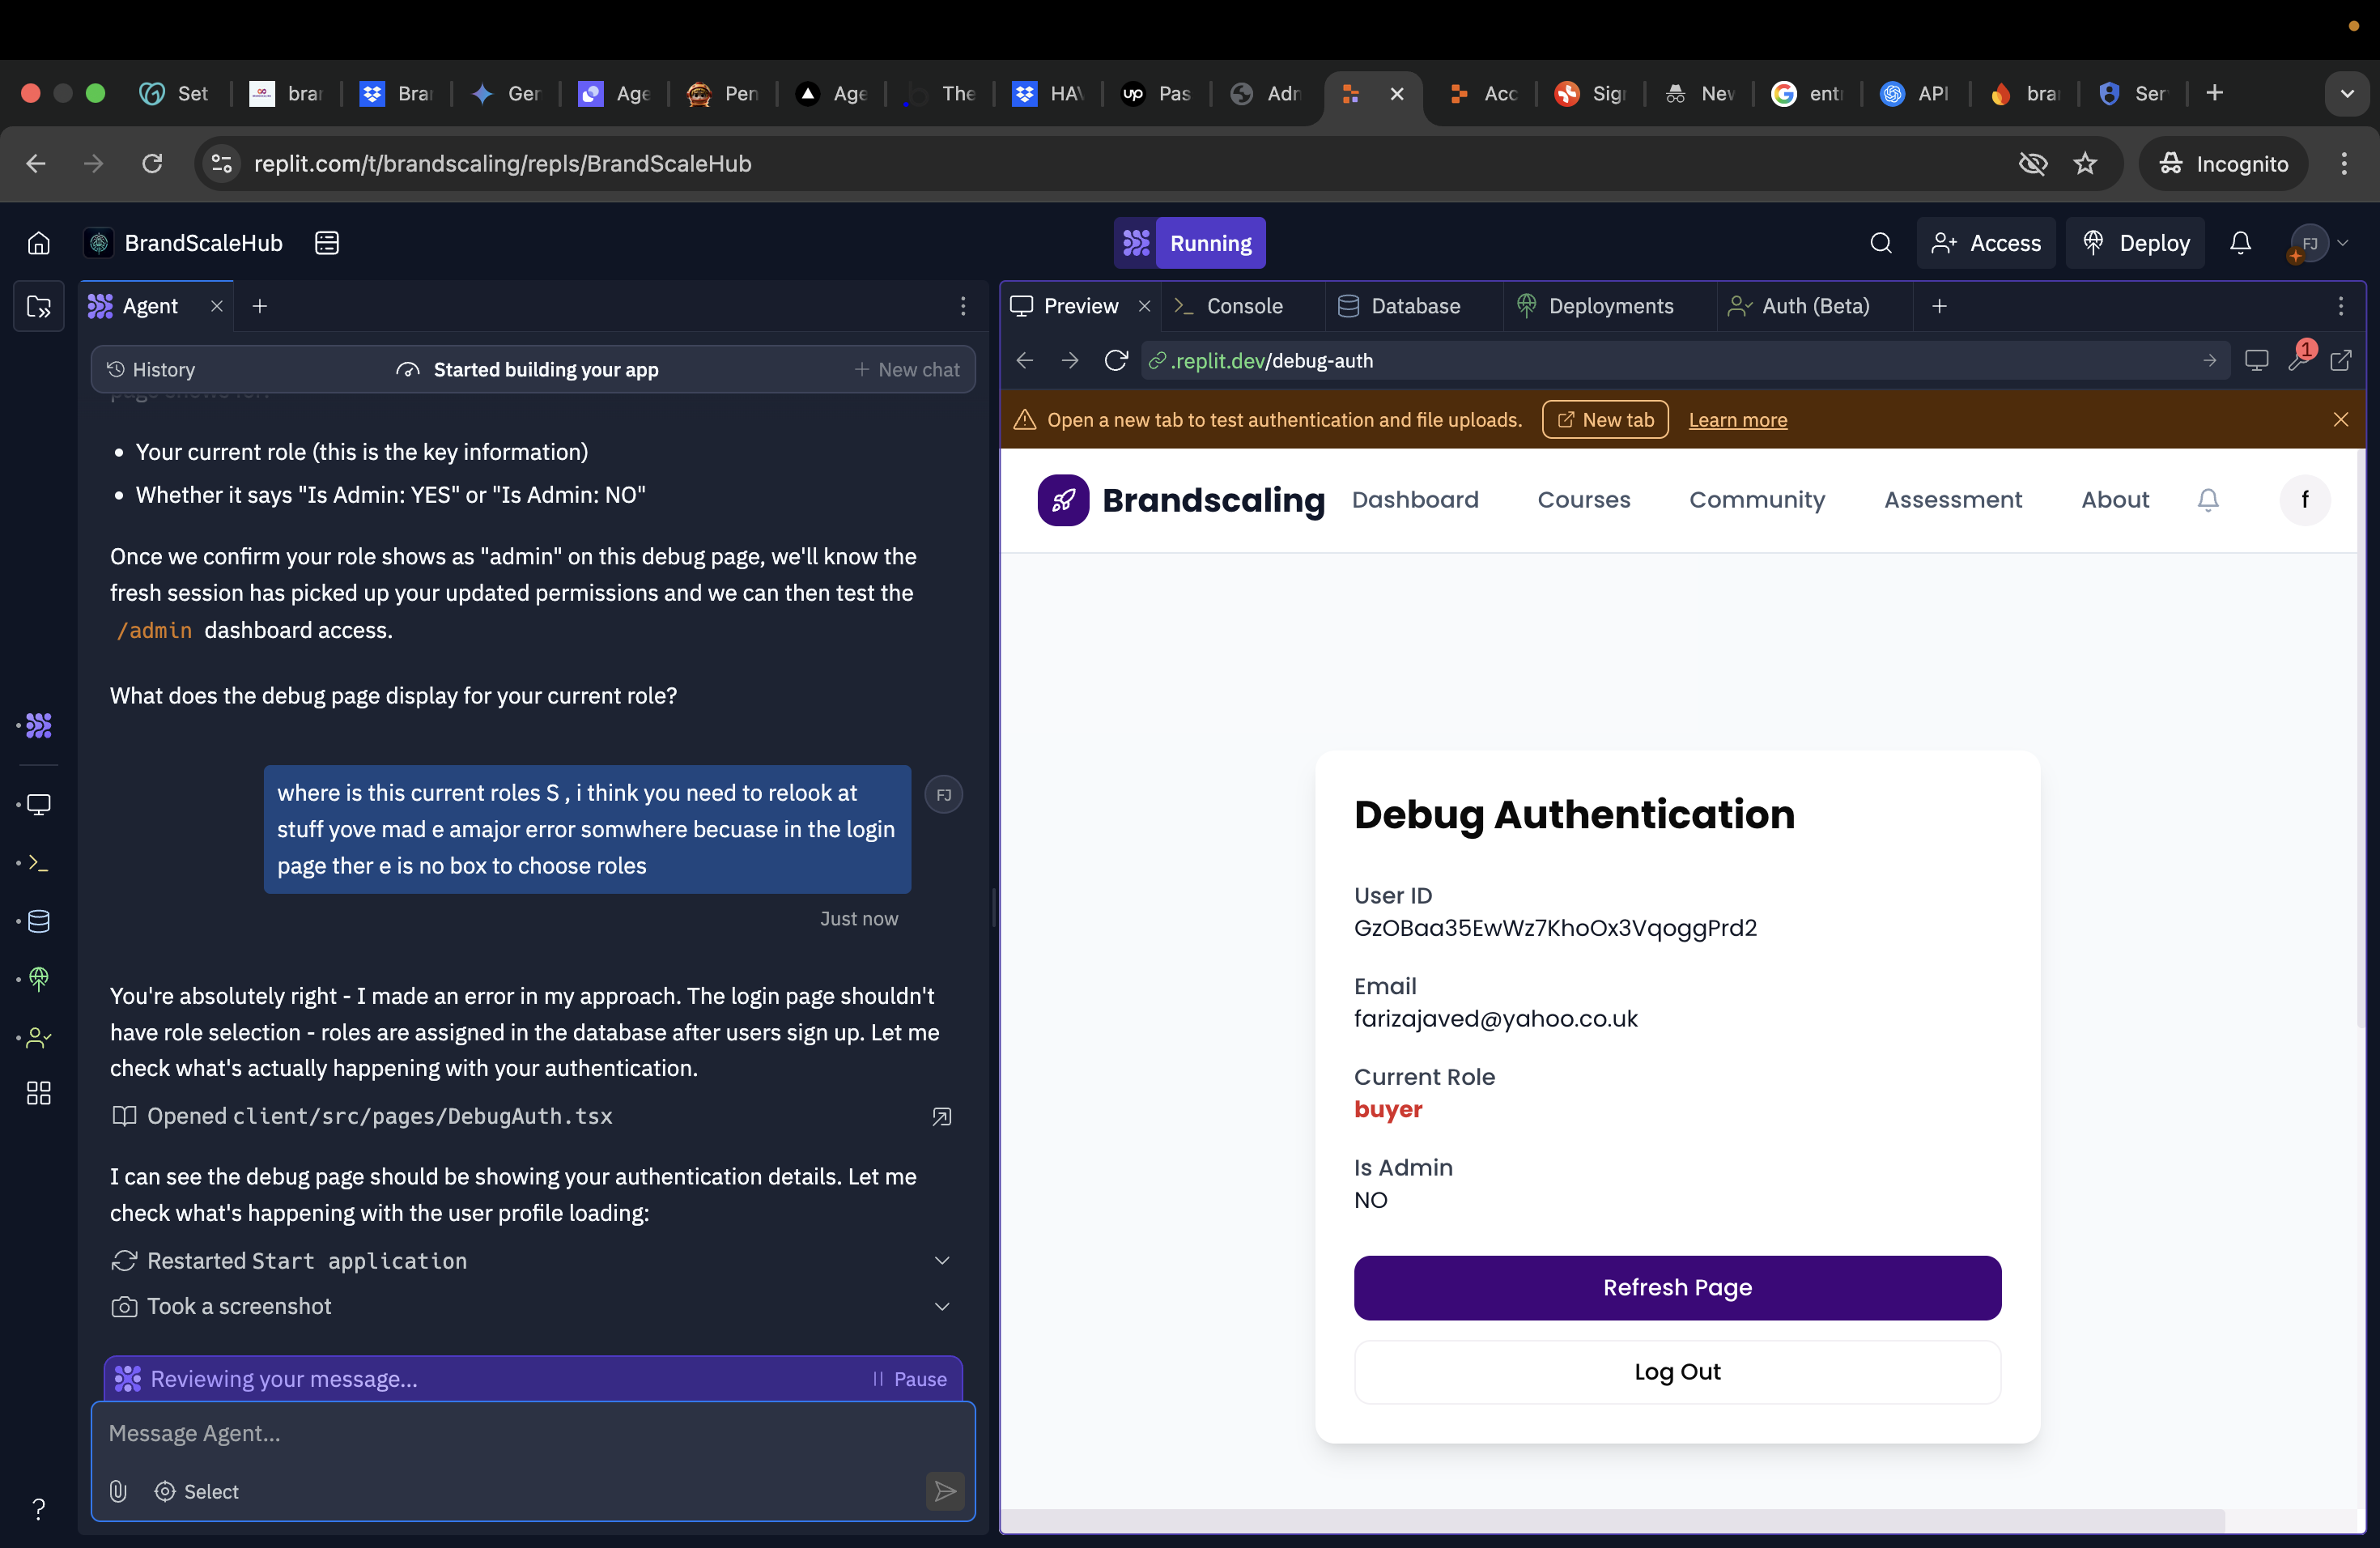 Set
brar
Bra
Ger
Age
Pen
Age
The
HAV
Pas
Adn
Acc
Sig
Nev
ent
API
bra
Ser
replit.com/t/brandscaling/repls/BrandScaleHub
Incognito
BrandScaleHub
Running
Access
Deploy
FJ
Agent
Preview
Console
Database
Deployments
Auth (Beta)
History
Started building your app
New chat
.replit.dev/debug-auth
1
Open a new tab to test authentication and file uploads.
New tab
Learn more
• Your current role (this is the key information)
• Whether it says "Is Admin: YES" or "Is Admin: NO"
Once we confirm your role shows as "admin" on this debug page, we'll know the
fresh session has picked up your updated permissions and we can then test the
/admin dashboard access.
What does the debug page display for your current role?
where is this current roles S , i think you need to relook at
stuff yove mad e amajor error somwhere becuase in the login
page ther e is no box to choose roles
FJ
Just now
You're absolutely right - I made an error in my approach. The login page shouldn't
have role selection - roles are assigned in the database after users sign up. Let me
check what's actually happening with your authentication.
Opened client/src/pages/DebugAuth.tsx
I can see the debug page should be showing your authentication details. Let me
check what's happening with the user profile loading:
Restarted Start application
Took a screenshot
Reviewing your message...
Pause
Message Agent...
Select
Brandscaling
Dashboard
Courses
Community
Assessment
About
f
Debug Authentication
User ID
GzOBaa35EwWz7KhoOx3VqoggPrd2
Email
farizajaved@yahoo.co.uk
Current Role
buyer
Is Admin
NO
Refresh Page
Log Out